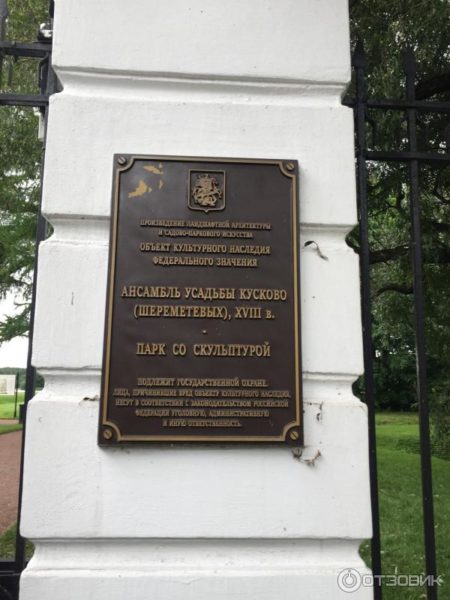 ПРОИЗВЕДЕНИЕ ЛАНДШАФТНОЙ АРХИТЕКТУРЫ
И САДОВО-ПАРКОВОГО ИСКУССТВА
ОБЪЕКТ КУЛЬТУРНОГО НАСЛЕДИЯ
ФЕДЕРАЛЬНОГО ЗНАЧЕНИЯ
АНСАМБЛЬ УСАДЬБЫ КУСКОВО
(ШЕРЕМЕТЕВЫХ), XVIII в.
ПАРК СО СКУЛЬПТУРОЙ
ПОДЛЕЖИТ ГОСУДАРСТВЕННОЙ ОХРАНЕ.
ЛИЦА, ПРИЧИНИВШИЕ ВРЕД ОБЪЕКТУ КУЛЬТУРНОГО НАСЛЕДИЯ,
НЕСУТ В СООТВЕТСТВИИ С ЗАКОНОДАТЕЛЬСТВОМ РОССИЙСКОЙ
ФЕДЕРАЦИИ УГОЛОВНУЮ, АДМИНИСТРАТИВНУЮ
И ИНУЮ ОТВЕТСТВЕННОСТЬ.
ОТЗОВИК